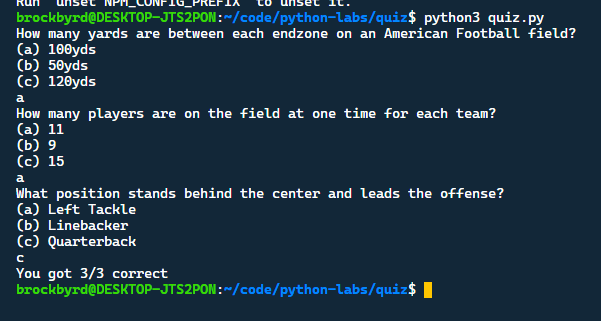 Run `unset NPM_CONFIG_PREFIX` to unset it.
brockbyrd@DESKTOP-JTS2PON:~/code/python-labs/quiz$ python3 quiz.py
How many yards are between each endzone on an American Football field?
(a) 100yds
(b) 50yds
(c) 120yds
a
How many players are on the field at one time for each team?
(a) 11
(b) 9
(c) 15
a
What position stands behind the center and leads the offense?
(a) Left Tackle
(b) Linebacker
(c) Quarterback
c
You got 3/3 correct
brockbyrd@DESKTOP-JTS2PON:~/code/python-labs/quiz$